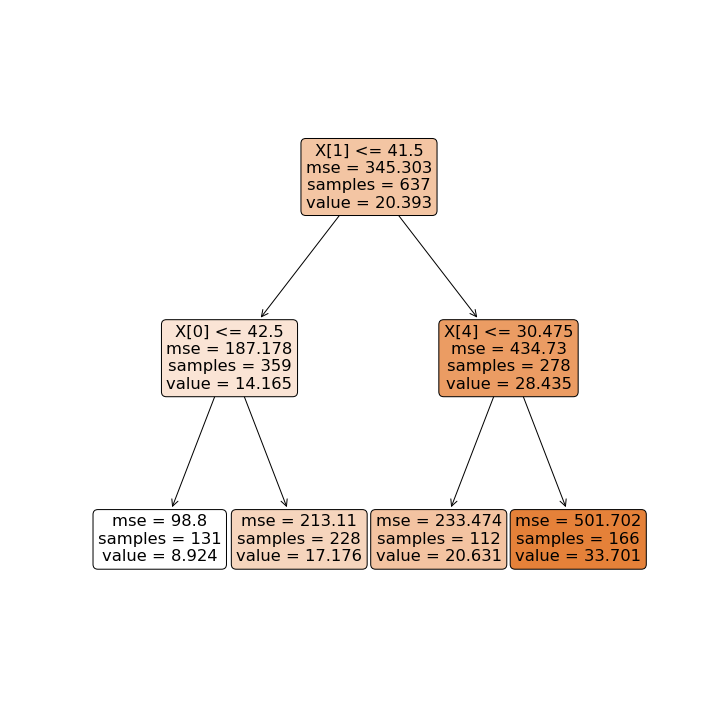 X[1] <= 41.5
mse = 345.303
samples = 637
value = 20.393
X[0] <= 42.5
mse = 187.178
samples = 359
value = 14.165
X[4] <= 30.475
mse = 434.73
samples = 278
value = 28.435
mse = 98.8
samples = 131
value = 8.924
mse = 213.11
samples = 228
value = 17.176
mse = 233.474
samples = 112
value = 20.631
mse = 501.702
samples = 166
value = 33.701